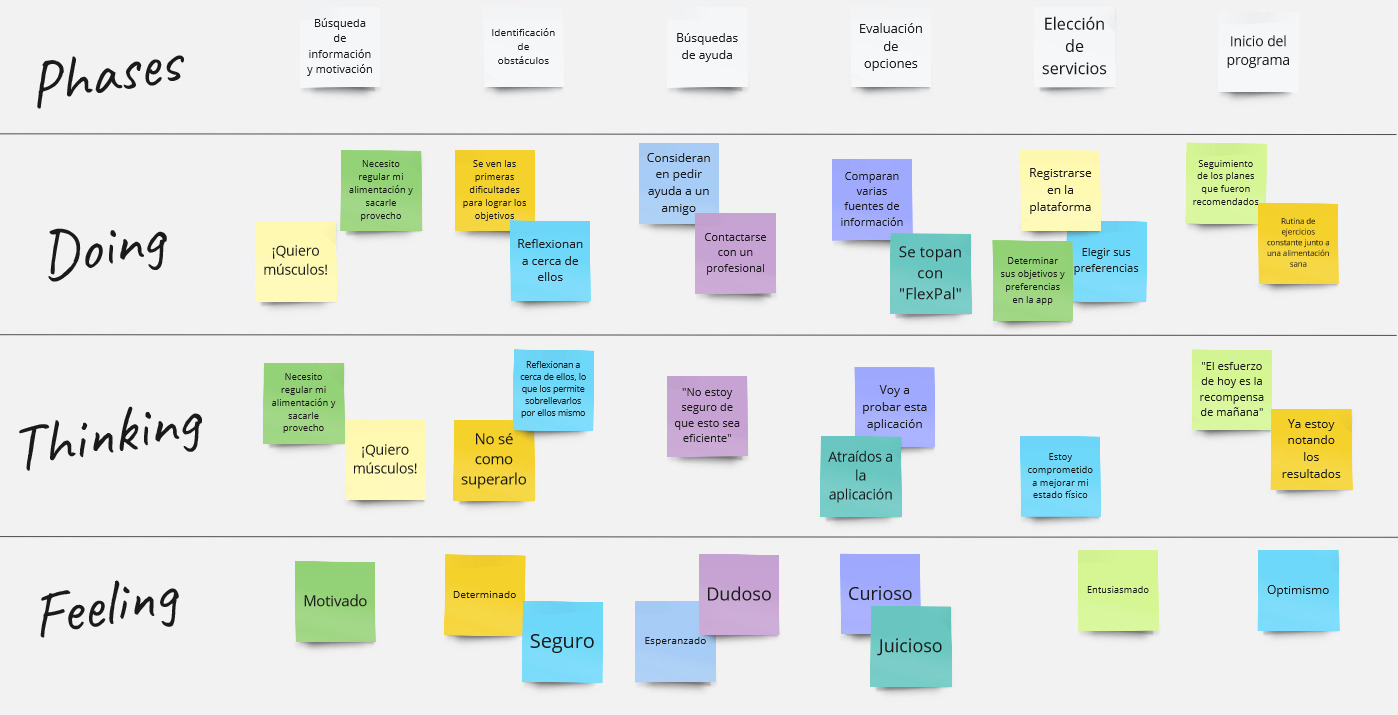 Phases
Búsqueda
de
información
y motivación
Identificación
de
obstáculos
Búsquedas
de ayuda
Evaluación
de
opciones
Elección
de
servicios
Inicio del
programa
Doing
¡Quiero
músculos!
Necesito
regular mi
alimentación y
sacarle
provecho
Se ven las
primeras
dificultades
para lograr los
objetivos
Reflexionan
a cerca de
ellos
Consideran
en pedir
ayuda a un
amigo
Contactarse
con un
profesional
Comparan
varias
fuentes de
información
Se topan
con
"FlexPal"
Registrarse
en la
plataforma
Determinar
sus objetivos y
preferencias
en la app
Elegir sus
preferencias
Seguimiento
de los planes
que fueron
recomendados
Rutina de
ejercicios
constante junto a
una alimentación
sana
Thinking
Necesito
regular mi
alimentación y
sacarle
provecho
¡Quiero
músculos!
Reflexionan a
cerca de ellos, lo
que los permite
sobrellevarlos
por ellos mismo
No sé
como
superarlo
"No estoy
seguro de
que esto sea
eficiente"
Voy a
probar esta
aplicación
Atraídos a
la
aplicación
Estoy
comprometido
a mejorar mi
estado físico
"El esfuerzo
de hoy es la
recompensa
de mañana"
Ya estoy
notando
los
resultados
Feeling
Motivado
Determinado
Seguro
Esperanzado
Dudoso
Curioso
Juicioso
Entusiasmado
Optimismo